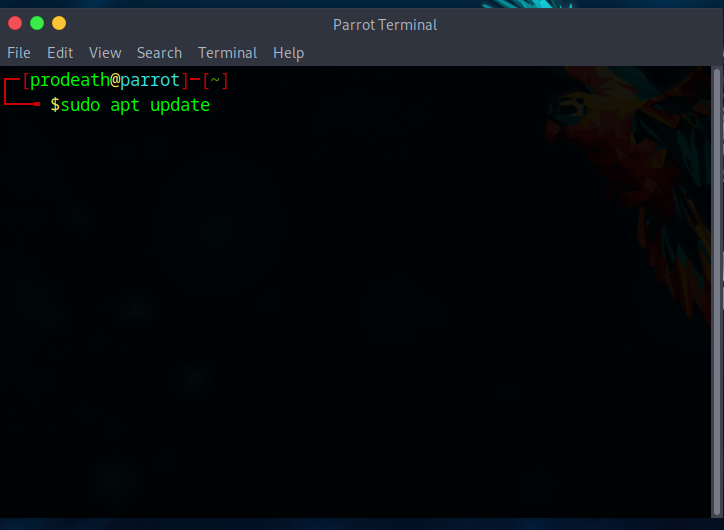 Parrot Terminal
File Edit View Search Terminal Help
┌─[prodeath@parrot]─[~]
└──╼ $sudo apt update